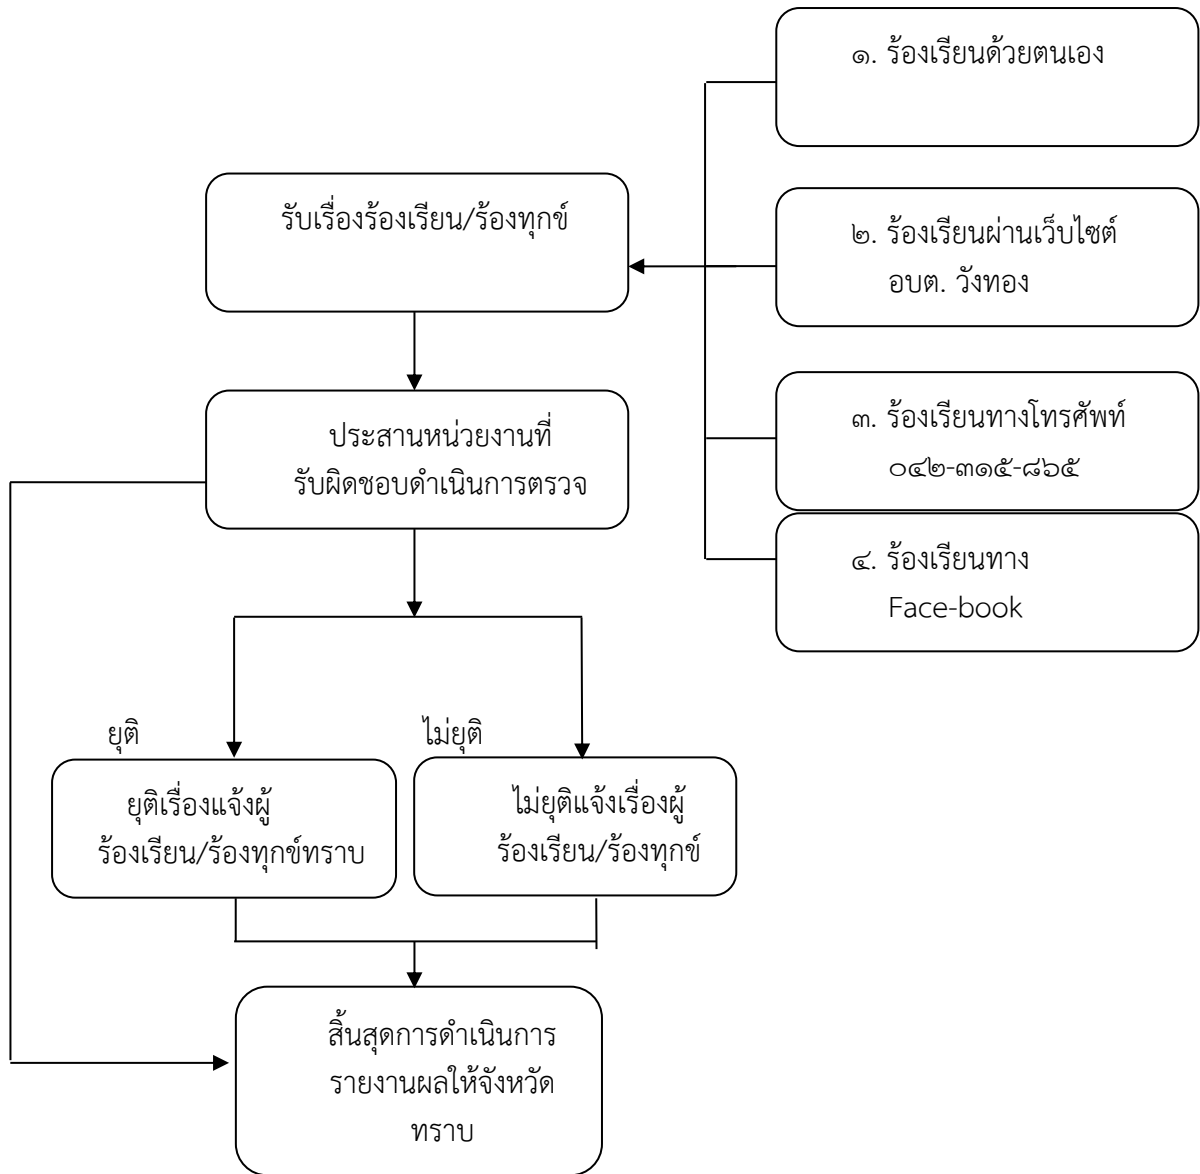 ๑. ร้องเรียนด้วยตนเอง
รับเรื่องร้องเรียน/ร้องทุกข์
๒. ร้องเรียนผ่านเว็บไซต์
อบต. วังทอง
๓. ร้องเรียนทางโทรศัพท์
๐๔๒-๓๑๕-๘๖๕
ประสานหน่วยงานที่
รับผิดชอบดำเนินการตรวจ
๔. ร้องเรียนทาง
Face-book
ยุติ
ไม่ยุติ
ยุติเรื่องแจ้งผู้
ร้องเรียน/ร้องทุกข์ทราบ
ไม่ยุติแจ้งเรื่องผู้
ร้องเรียน/ร้องทุกข์
สิ้นสุดการดำเนินการ
รายงานผลให้จังหวัด
ทราบ